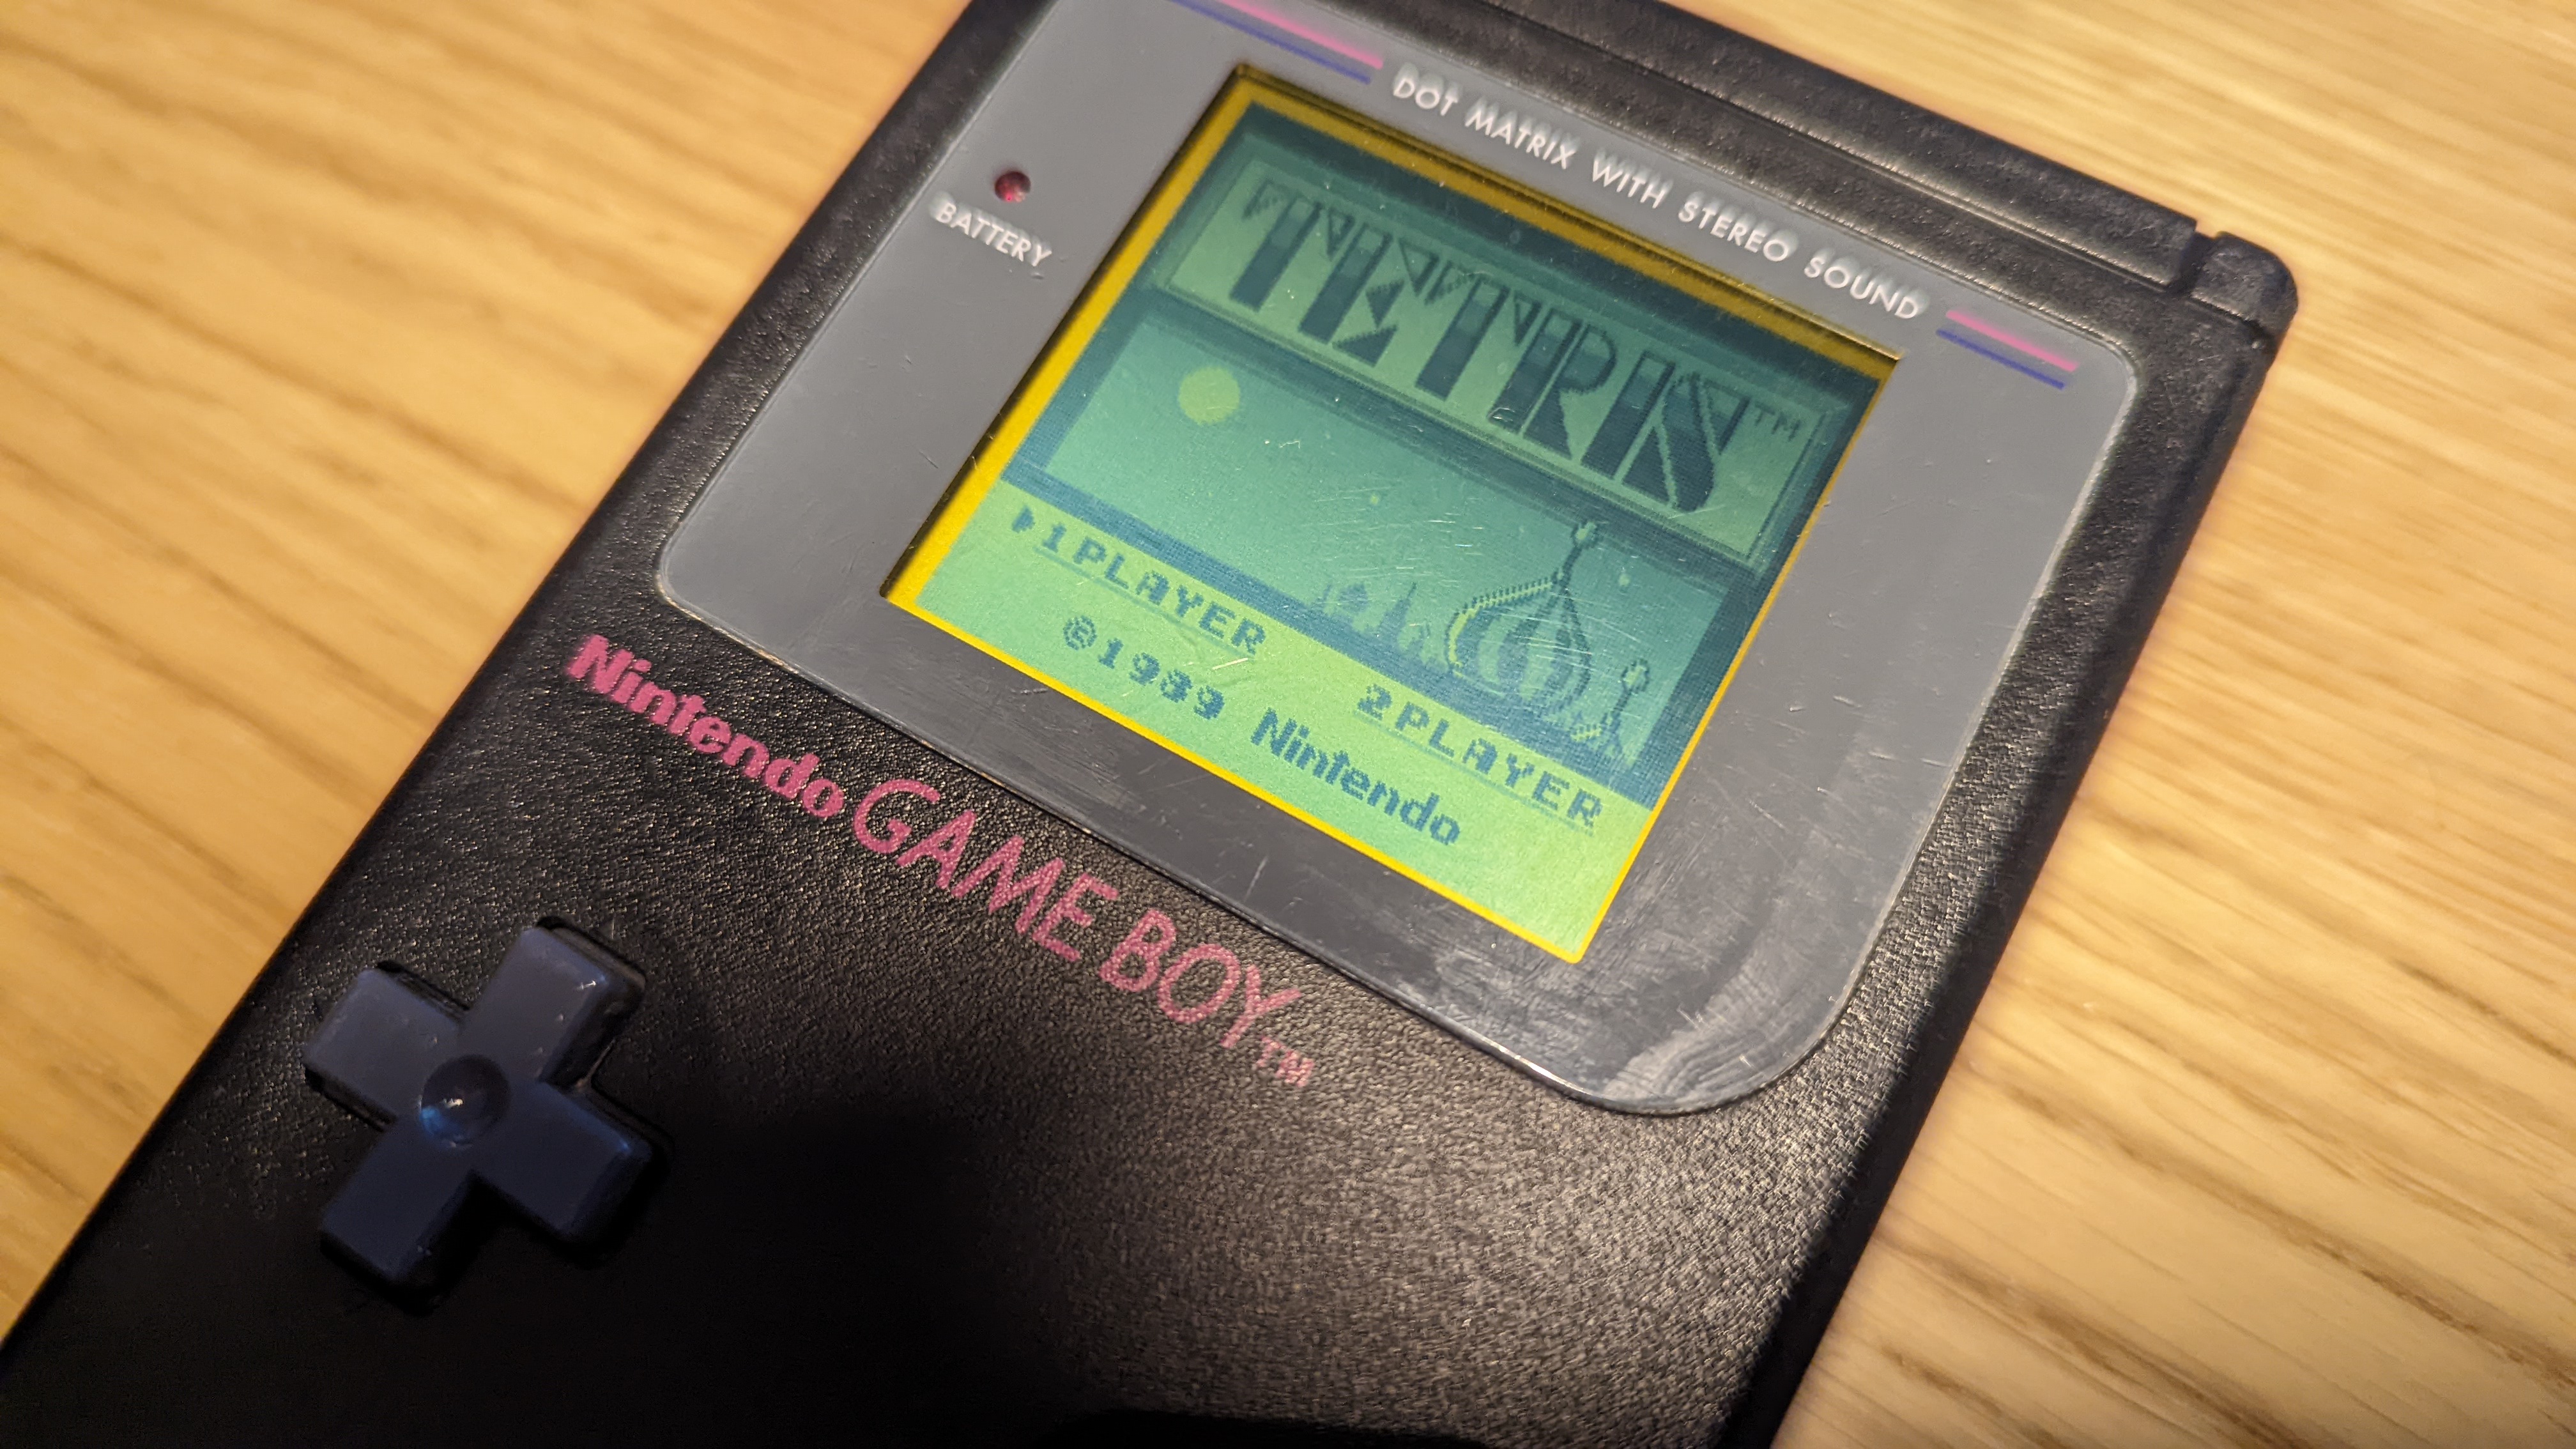 DOT MATRIX WITH STEREO SOUND
BATTERY
TETRIS™
▶1PLAYER 2PLAYER
©1989 Nintendo
Nintendo GAME BOY™